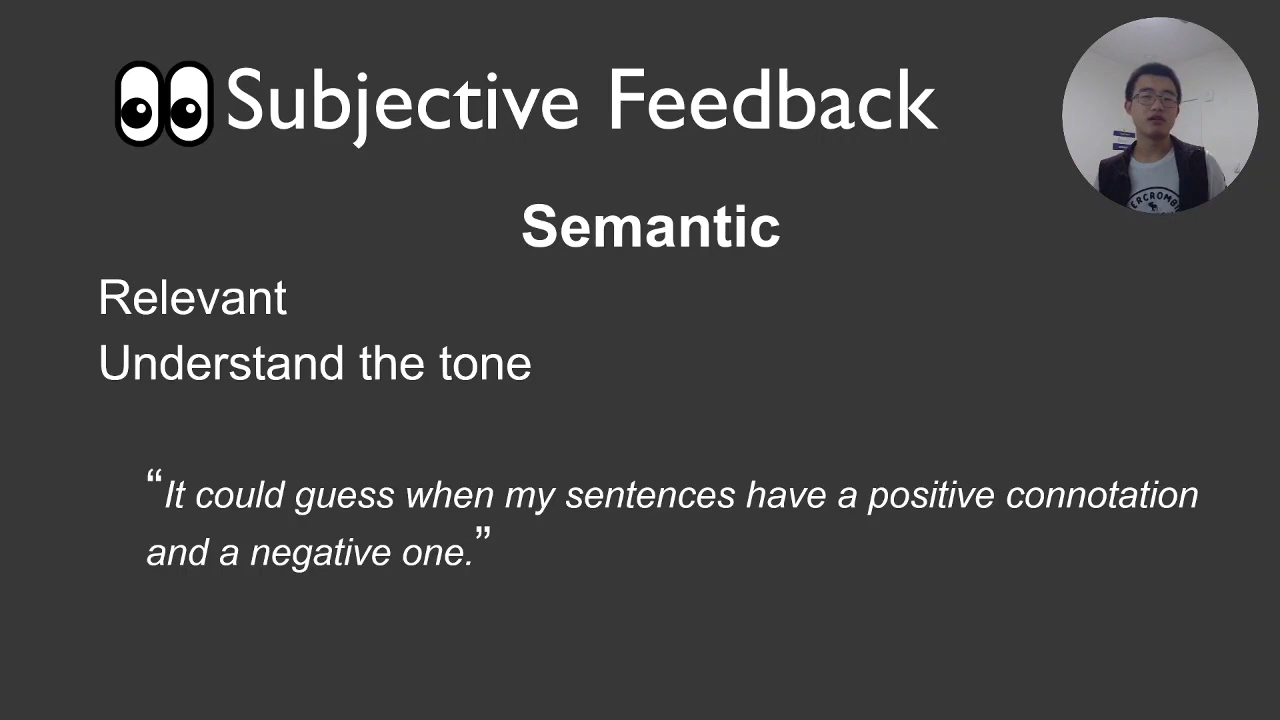 Subjective Feedback
Semantic
Relevant
Understand the tone
“It could guess when my sentences have a positive connotation
and a negative one.”